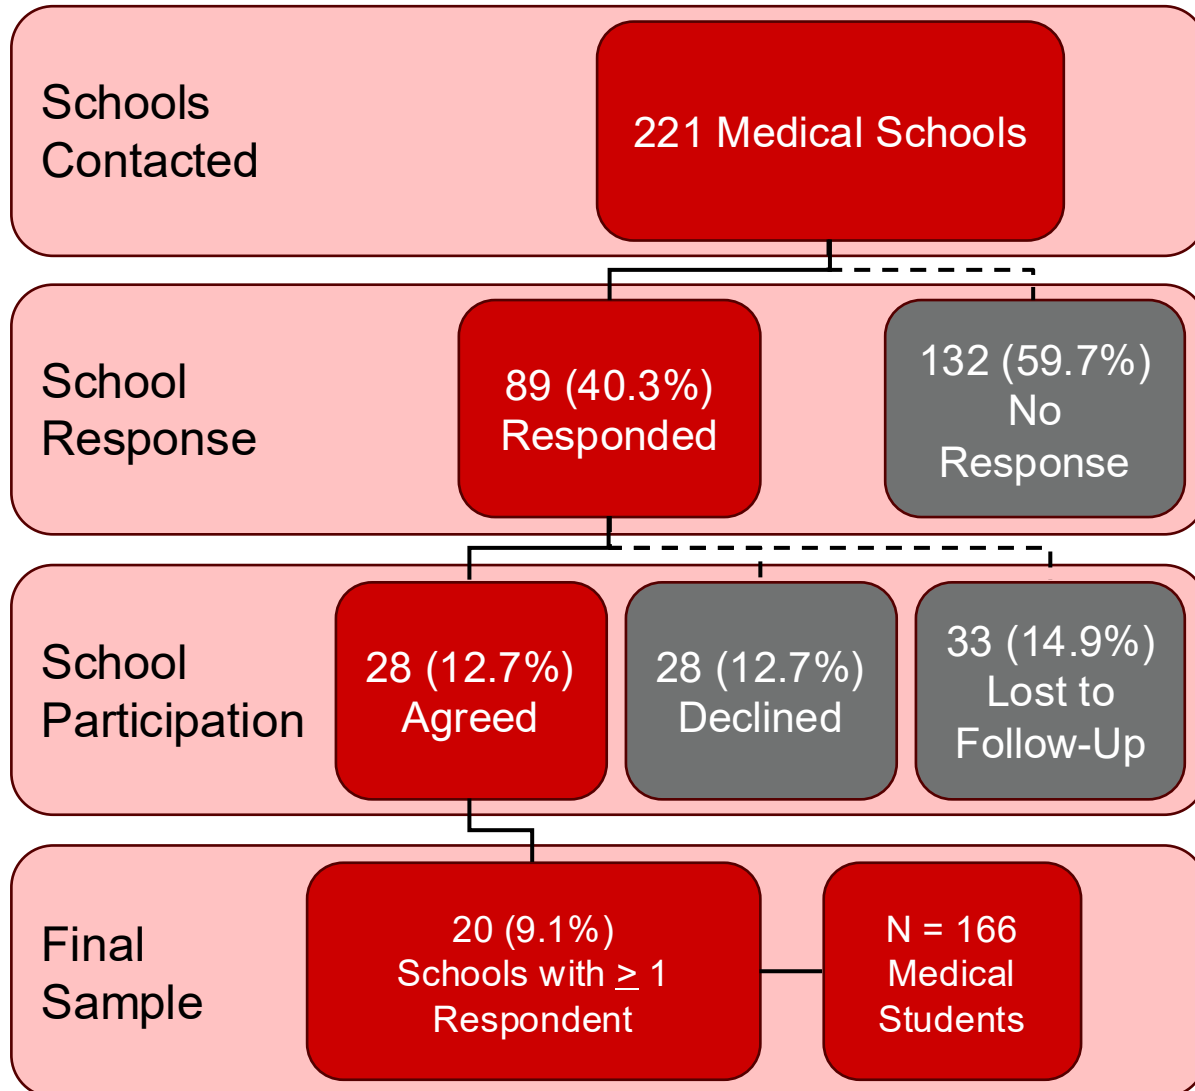 Schools
Contacted
221 Medical Schools
School
Response
89 (40.3%)
Responded
132 (59.7%)
No
Response
School
Participation
28 (12.7%)
Agreed
28 (12.7%)
Declined
33 (14.9%)
Lost to
Follow-Up
Final
Sample
20 (9.1%)
Schools with ≥ 1
Respondent
N = 166
Medical
Students